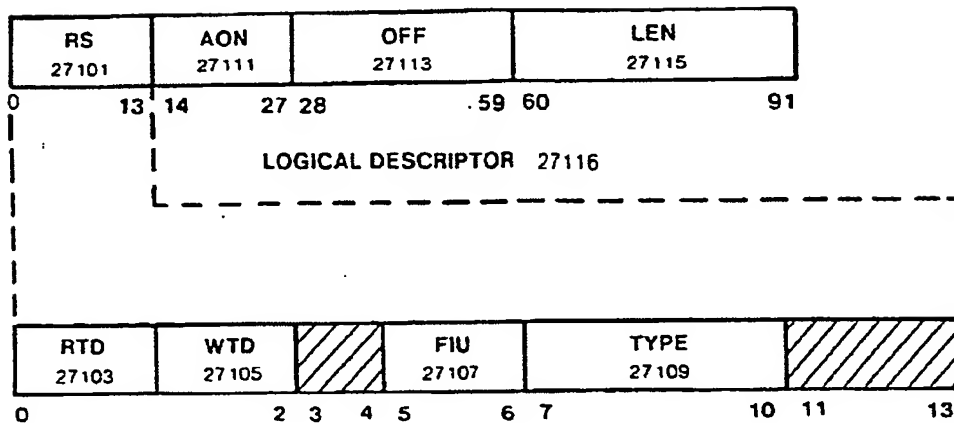 RS AON OFF LEN
27101 27111 27113 27115
0 13 14 27 28 59 60 91
LOGICAL DESCRIPTOR 27116
RTD WTD FIU TYPE
27103 27105 27107 27109
0 2 3 4 5 6 7 10 11 13